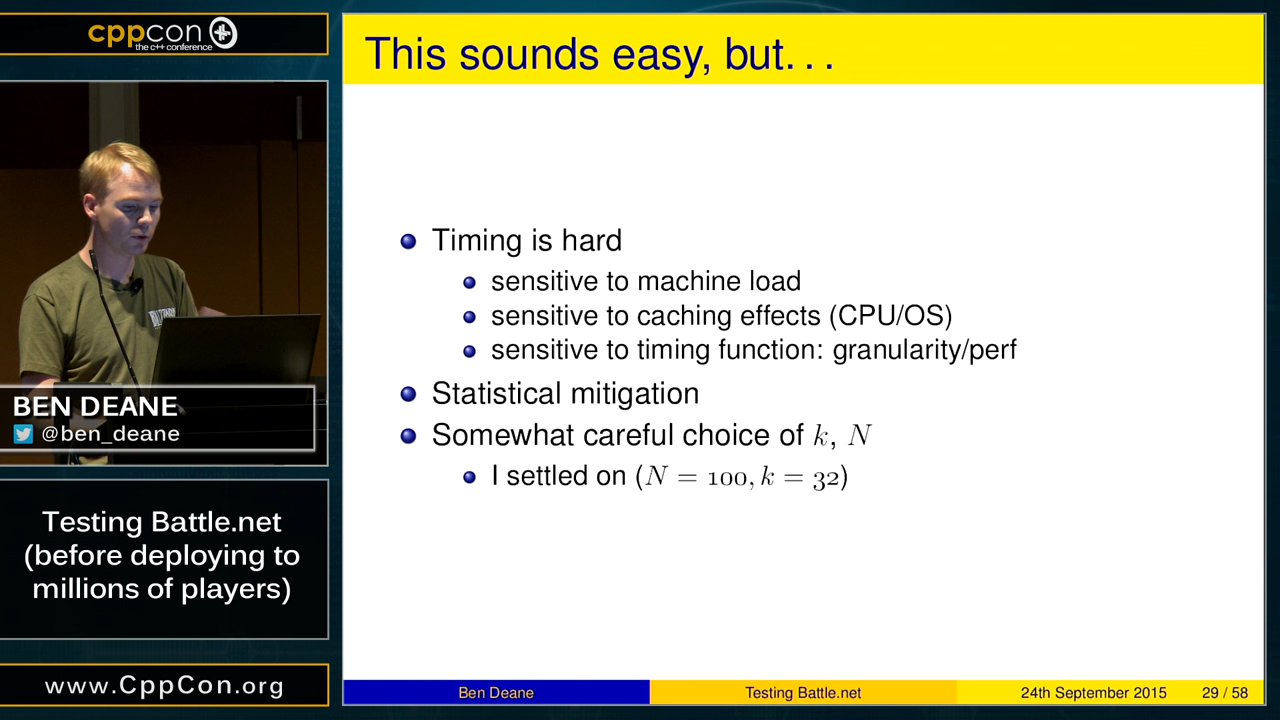 cppcon
the c++ conference
This sounds easy, but. . .
Timing is hard
sensitive to machine load
sensitive to caching effects (CPU/OS)
sensitive to timing function: granularity/perf
Statistical mitigation
Somewhat careful choice of k, N
I settled on (N = 100, k = 32)
BEN DEANE
@ben_deane
Testing Battle.net
(before deploying to
millions of players)
www.CppCon.org
Ben Deane
Testing Battle.net
24th September 2015
29 / 58